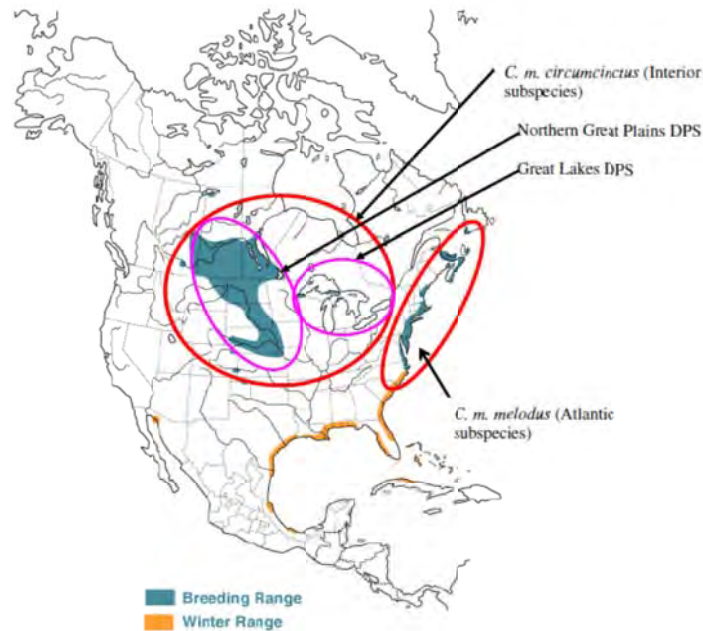 C. m. circumcinctus (Interior
subspecies)
Northern Great Plains DPS
Great Lakes DPS
C. m. melodus (Atlantic
subspecies)
Breeding Range
Winter Range